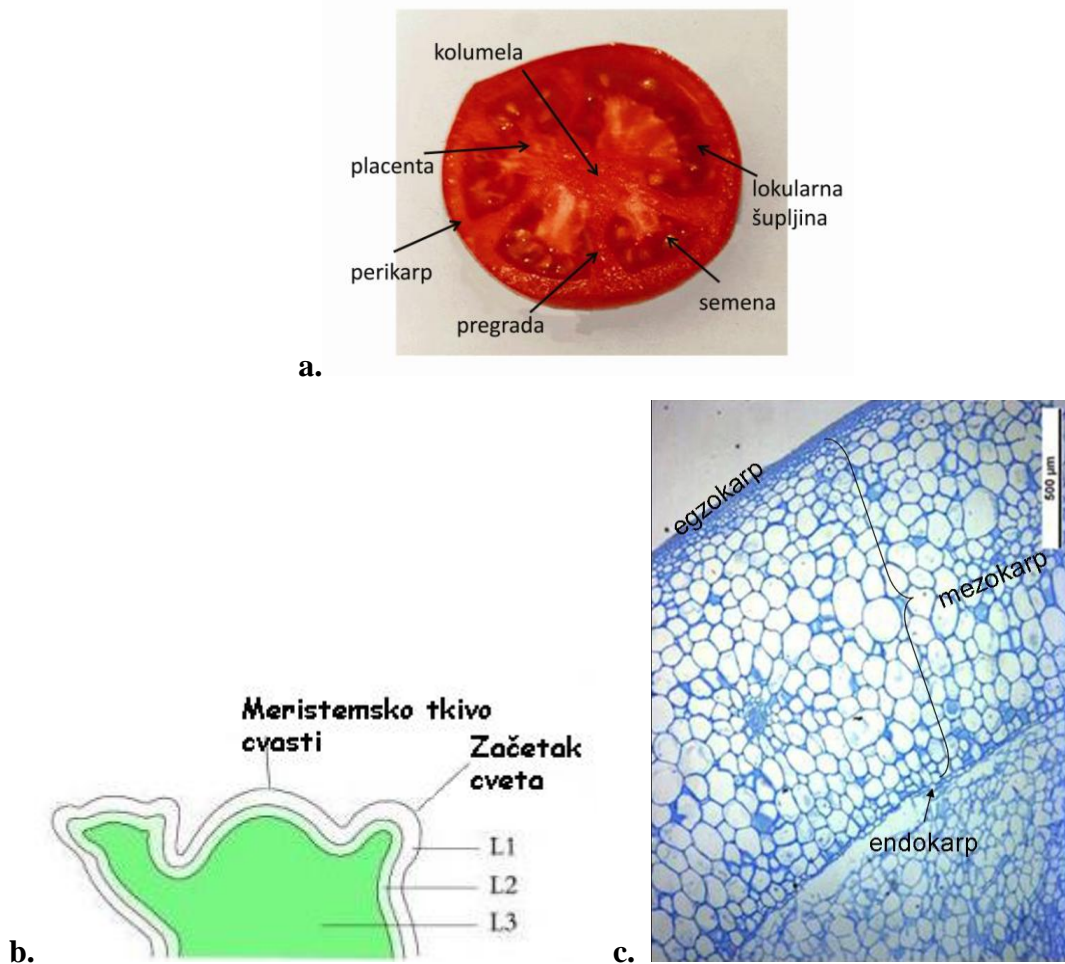 kolumela
placenta
lokularna
šupljina
perikarp
semena
pregrada
a.
egzokarp
500 µm
mezokarp
endokarp
Meristemsko tkivo
cvasti
Začetak
cveta
L1
L2
L3
b.
c.